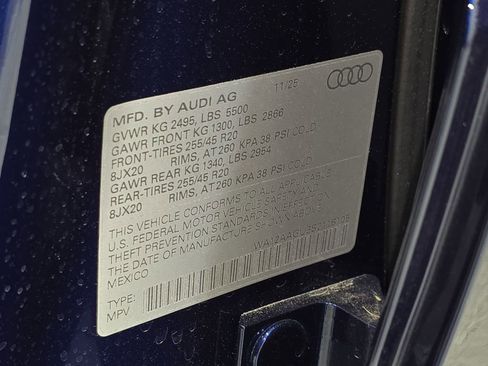 MFD. BY AUDI AG 11/25
GVWR KG 2495, LBS 5500
GAWR FRONT KG 1300, LBS 2866
FRONT-TIRES 255/45 R20
8JX20 RIMS, AT 260 KPA 38 PSI COLD
GAWR REAR KG 1340, LBS 2954
REAR-TIRES 255/45 R20
8JX20 RIMS, AT 260 KPA 38 PSI COLD
THIS VEHICLE CONFORMS TO ALL APPLICABLE
U.S. FEDERAL MOTOR VEHICLE SAFETY AND
THEFT PREVENTION STANDARDS IN EFFECT ON
THE DATE OF MANUFACTURE SHOWN ABOVE
MEXICO
TYPE:
MPV